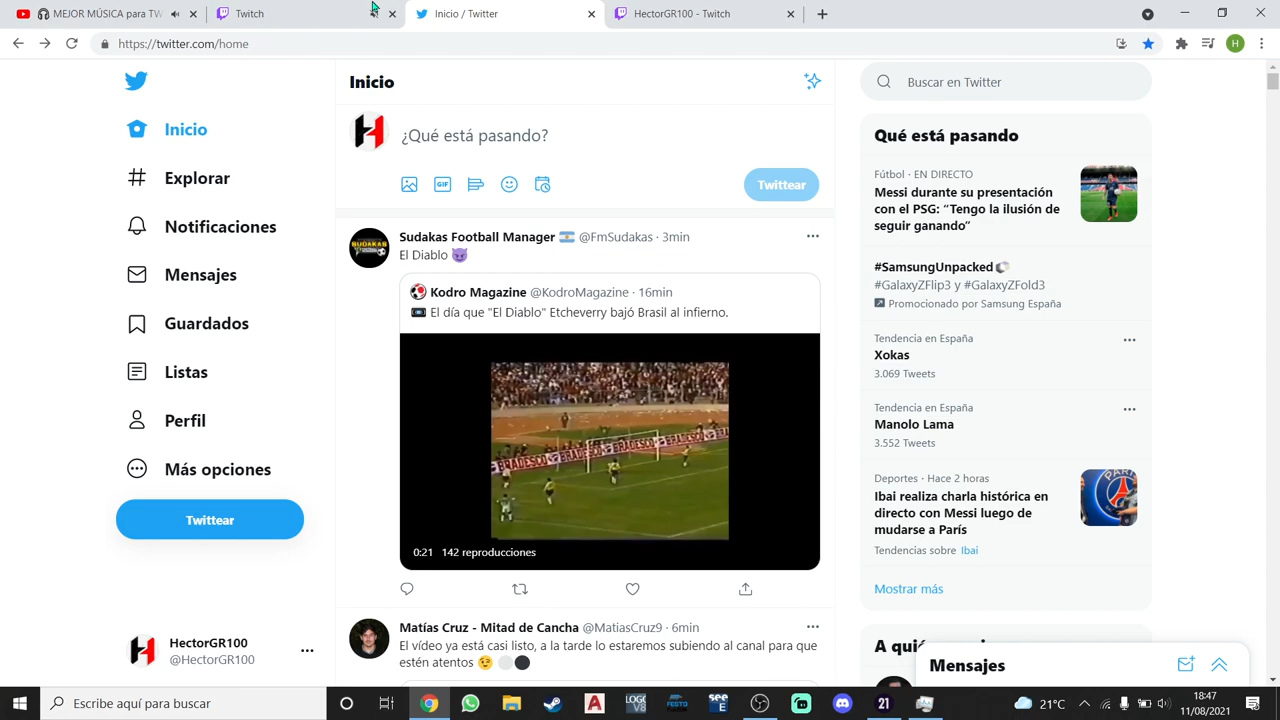 MEJOR MÚSICA para TW
Twitch
Inicio / Twitter
HectorGR100 - Twitch
https://twitter.com/home
H
Inicio
Explorar
Notificaciones
Mensajes
Guardados
Listas
Perfil
Más opciones
Twittear
HectorGR100
@HectorGR100
Inicio
¿Qué está pasando?
GIF
Twittear
Sudakas Football Manager @FmSudakas · 3min
El Diablo
Kodro Magazine @KodroMagazine · 16min
El día que "El Diablo" Etcheverry bajó Brasil al infierno.
BRADESCO BRADESCO BRADESCO
0:21 142 reproducciones
Matías Cruz - Mitad de Cancha @MatiasCruz9 · 6min
El vídeo ya está casi listo, a la tarde lo estaremos subiendo al canal para que
estén atentos
Buscar en Twitter
Qué está pasando
Fútbol · EN DIRECTO
Messi durante su presentación
con el PSG: “Tengo la ilusión de
seguir ganando”
#SamsungUnpacked
#GalaxyZFlip3 y #GalaxyZFold3
Promocionado por Samsung España
Tendencia en España
Xokas
3.069 Tweets
Tendencia en España
Manolo Lama
3.552 Tweets
Deportes · Hace 2 horas
Ibai realiza charla histórica en
directo con Messi luego de
mudarse a París
Tendencias sobre Ibai
Mostrar más
A qui
Mensajes
Escribe aquí para buscar
21
21°C
18:47
11/08/2021